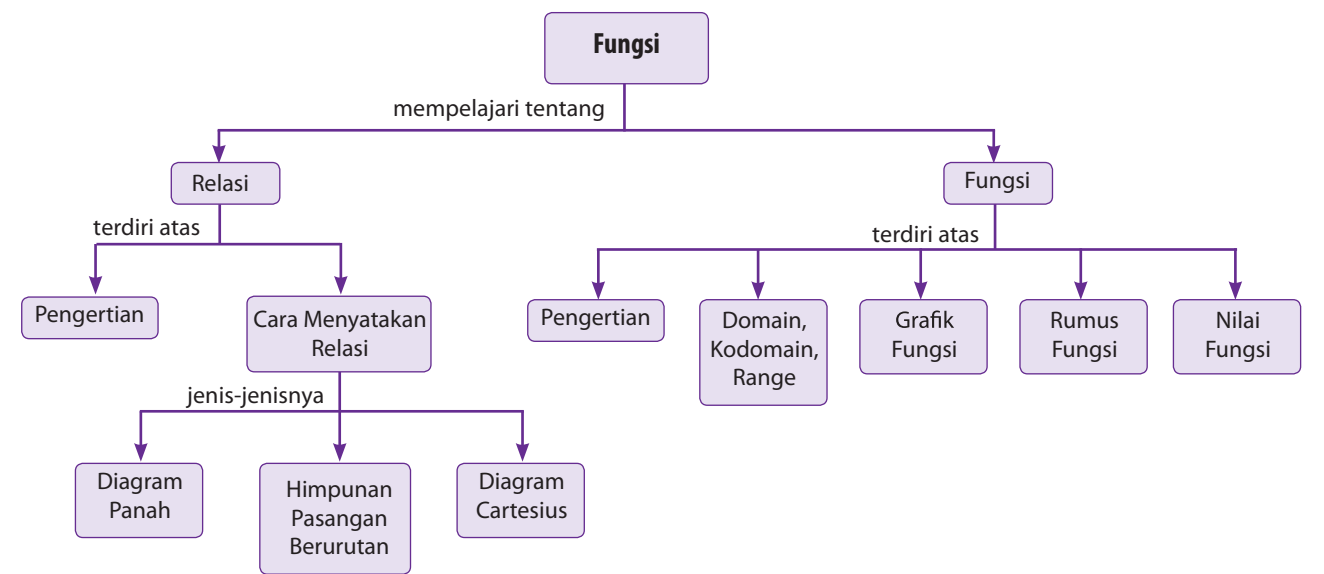 Fungsi
mempelajari tentang
Relasi
Fungsi
terdiri atas
terdiri atas
Pengertian
Cara Menyatakan
Relasi
Pengertian
Domain,
Kodomain,
Range
Grafik
Fungsi
Rumus
Fungsi
Nilai
Fungsi
jenis-jenisnya
Diagram
Panah
Himpunan
Pasangan
Berurutan
Diagram
Cartesius